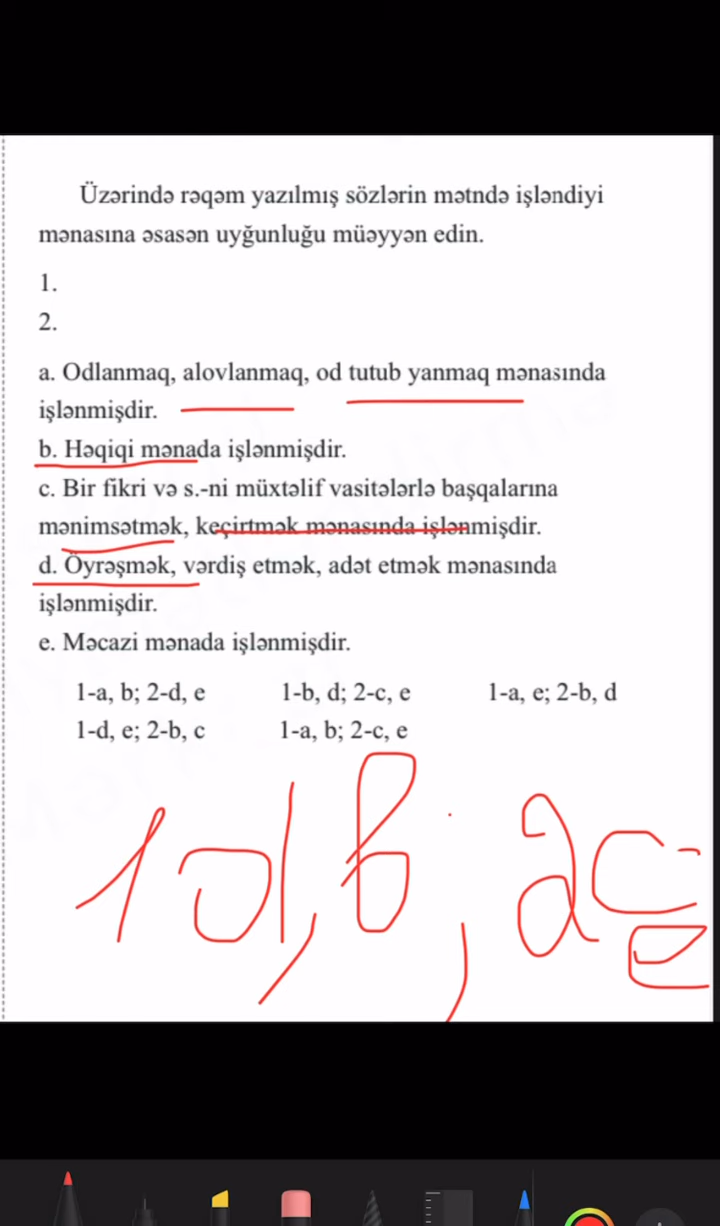 Üzərində rəqəm yazılmış sözlərin mətndə işləndiyi
mənasına əsasən uyğunluğu müəyyən edin.
1.
2.
a. Odlanmaq, alovlanmaq, od tutub yanmaq mənasında
işlənmişdir.
b. Həqiqi mənada işlənmişdir.
c. Bir fikri və s.-ni müxtəlif vasitələrlə başqalarına
mənimsətmək, keçirtmək mənasında işlənmişdir.
d. Öyrəşmək, vərdiş etmək, adət etmək mənasında
işlənmişdir.
e. Məcazi mənada işlənmişdir.
1-a, b; 2-d, e 1-b, d; 2-c, e 1-a, e; 2-b, d
1-d, e; 2-b, c 1-a, b; 2-c, e
1 d, b; 2 c e